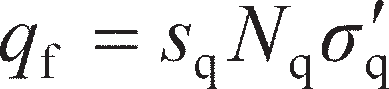 q_f = s_q N_q σ′_q